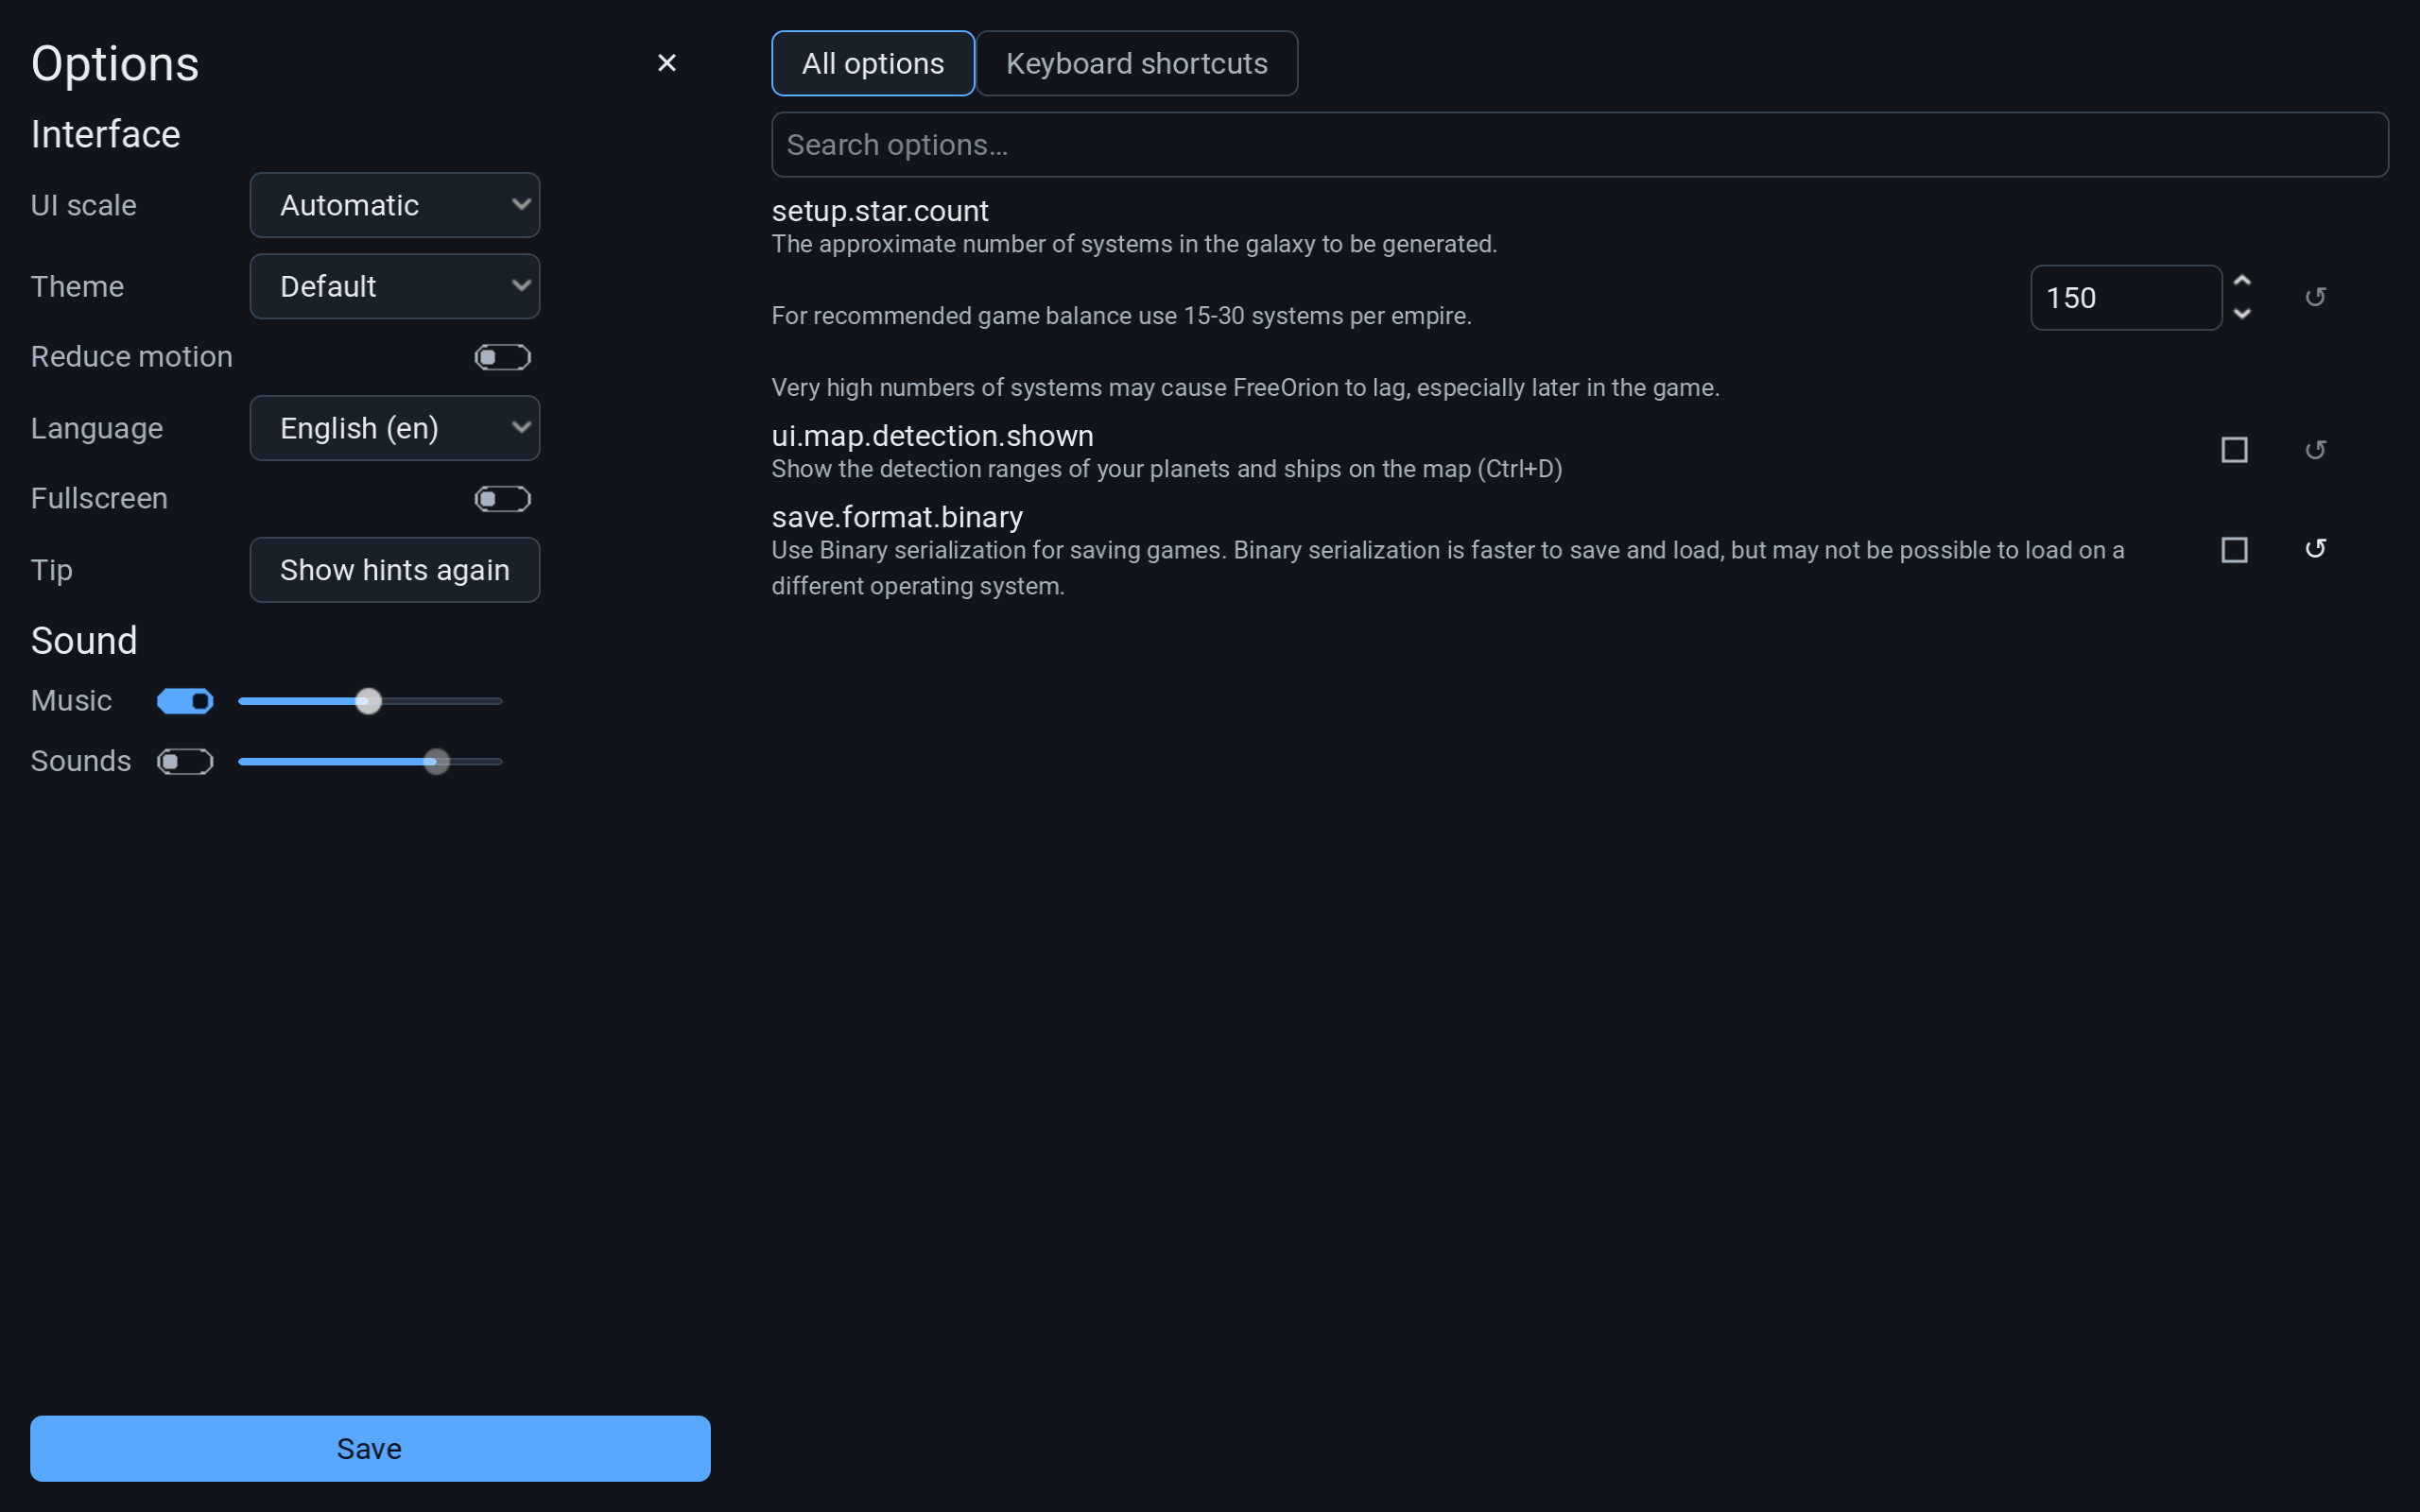 Options
Interface
UI scale
Automatic
Theme
Default
Reduce motion
Language
English (en)
Fullscreen
Tip
Show hints again
Sound
Music
Sounds
Save
All options
Keyboard shortcuts
Search options…
setup.star.count
The approximate number of systems in the galaxy to be generated.
For recommended game balance use 15-30 systems per empire.
150
Very high numbers of systems may cause FreeOrion to lag, especially later in the game.
ui.map.detection.shown
Show the detection ranges of your planets and ships on the map (Ctrl+D)
save.format.binary
Use Binary serialization for saving games. Binary serialization is faster to save and load, but may not be possible to load on a
different operating system.